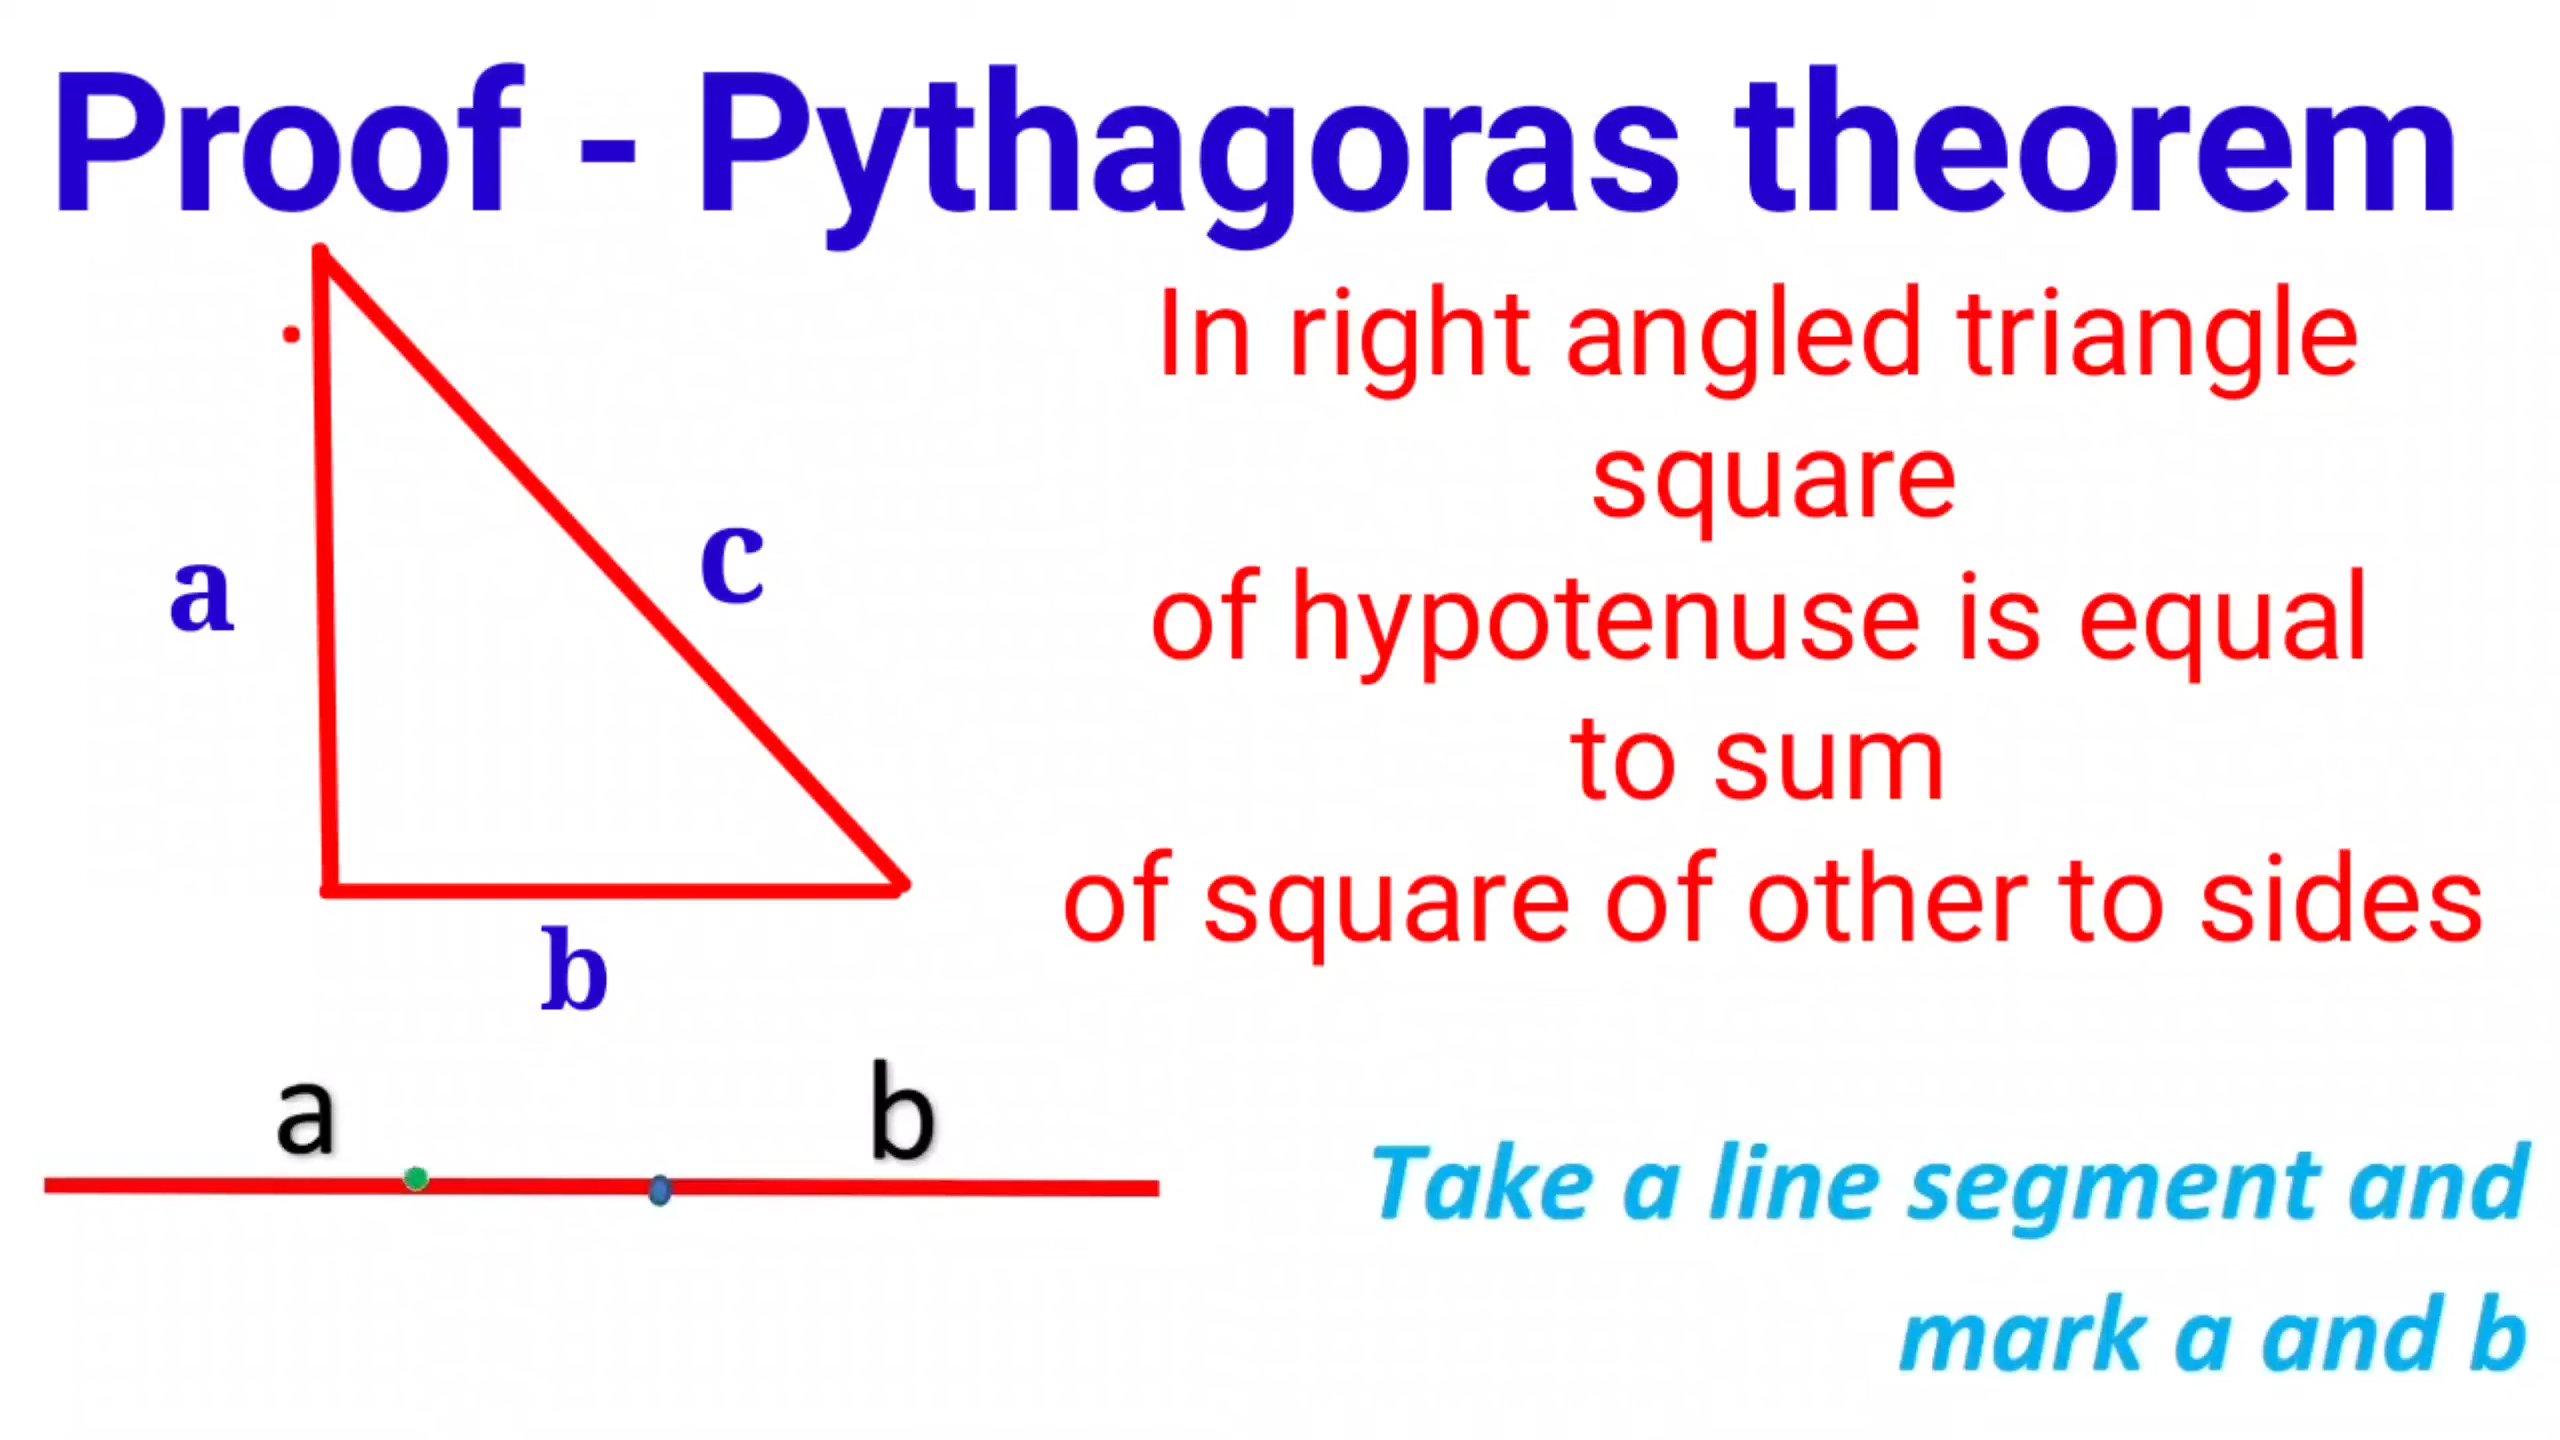 Proof - Pythagoras theorem
In right angled triangle
square
of hypotenuse is equal
to sum
of square of other to sides
a
c
b
a
b
Take a line segment and
mark a and b